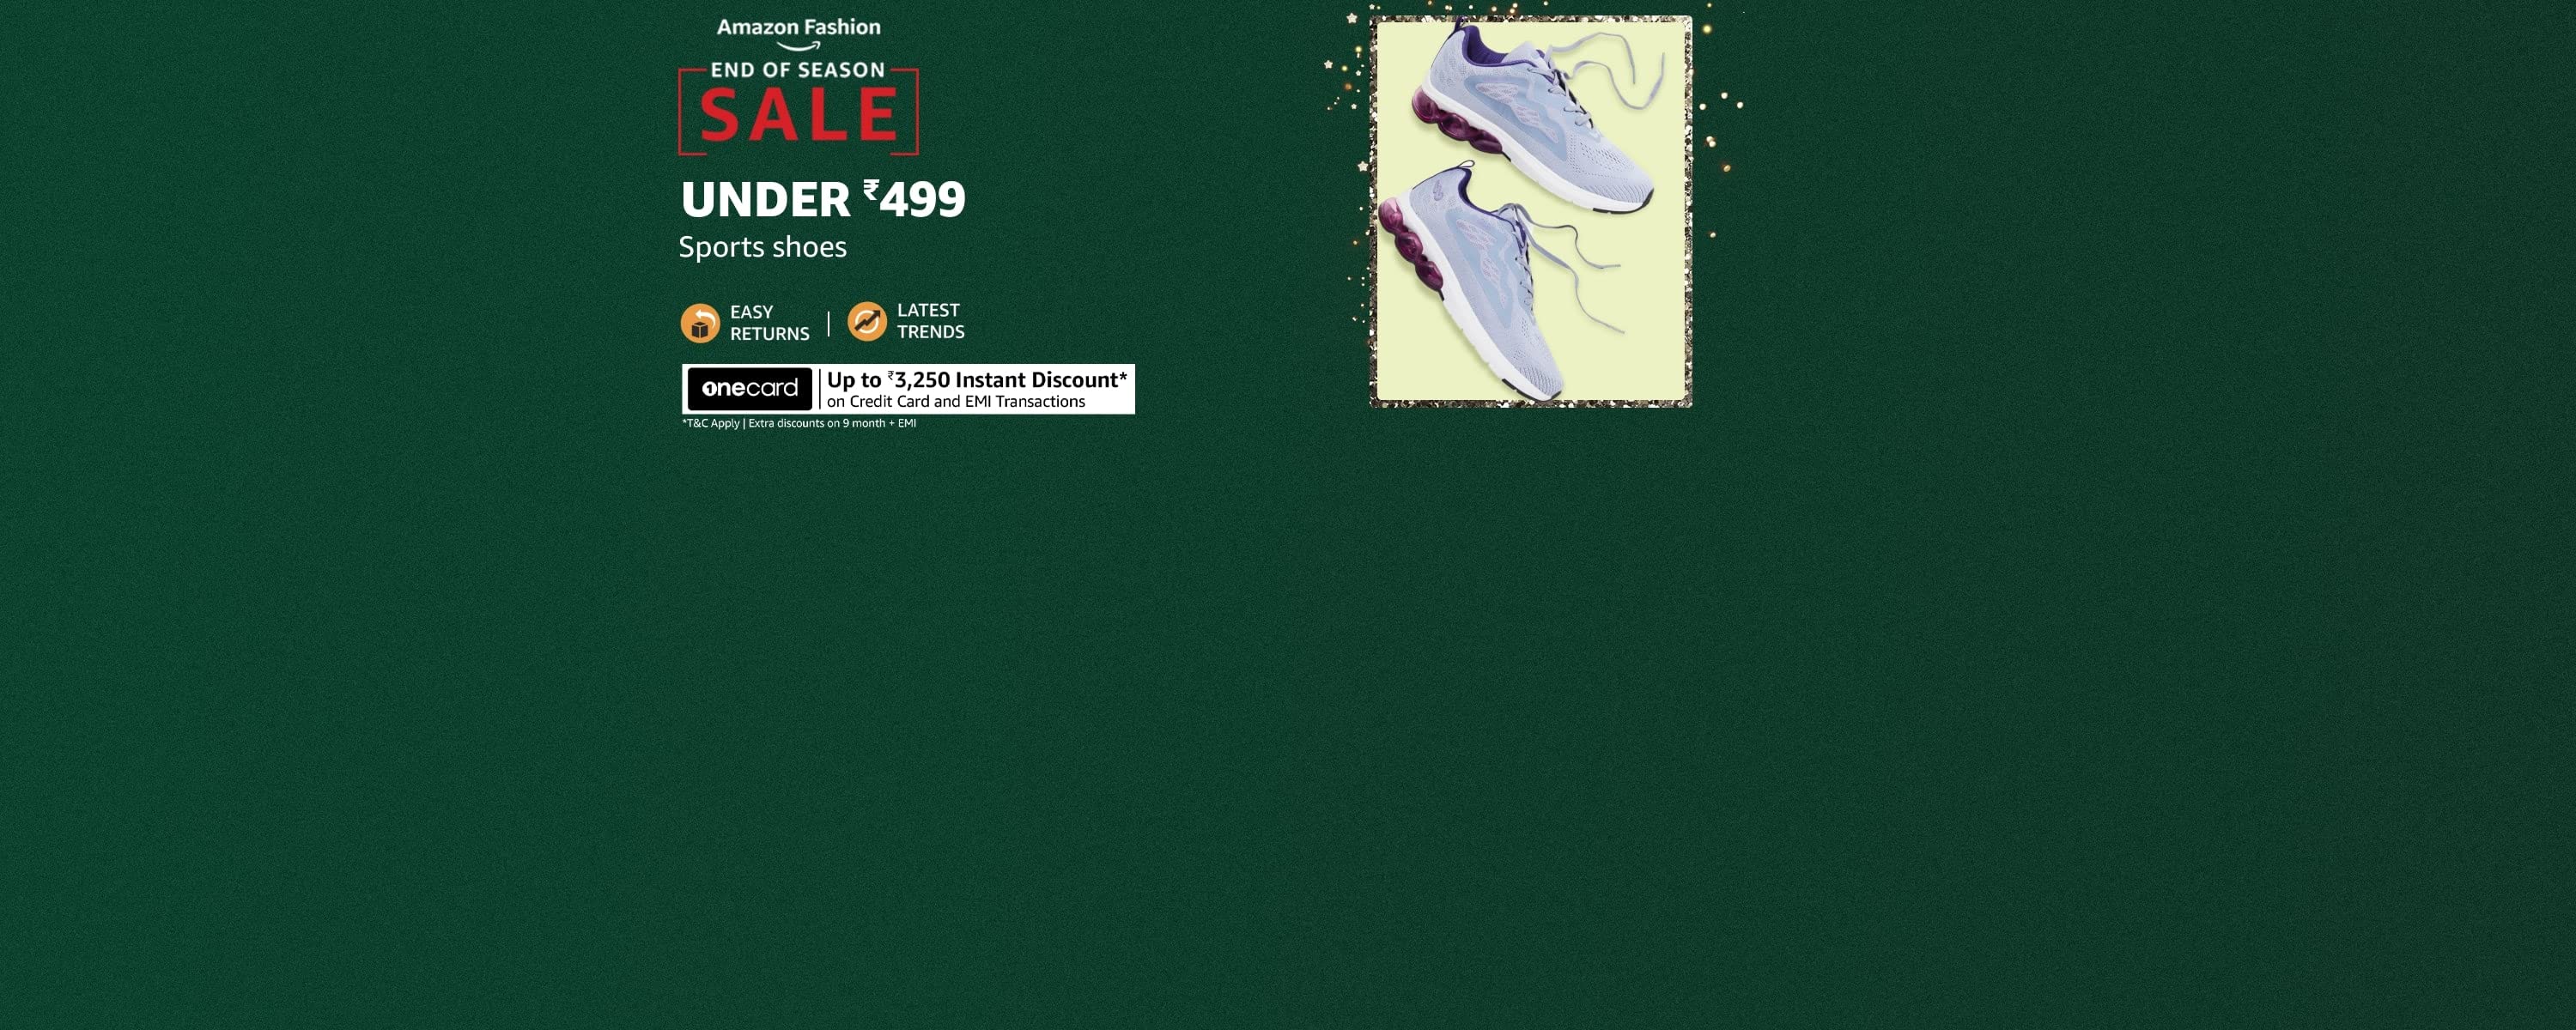 Amazon Fashion
END OF SEASON
SALE
UNDER ₹499
Sports shoes
EASY
RETURNS
LATEST
TRENDS
onecard
Up to ₹3,250 Instant Discount*
on Credit Card and EMI Transactions
*T&C Apply | Extra discounts on 9 month + EMI